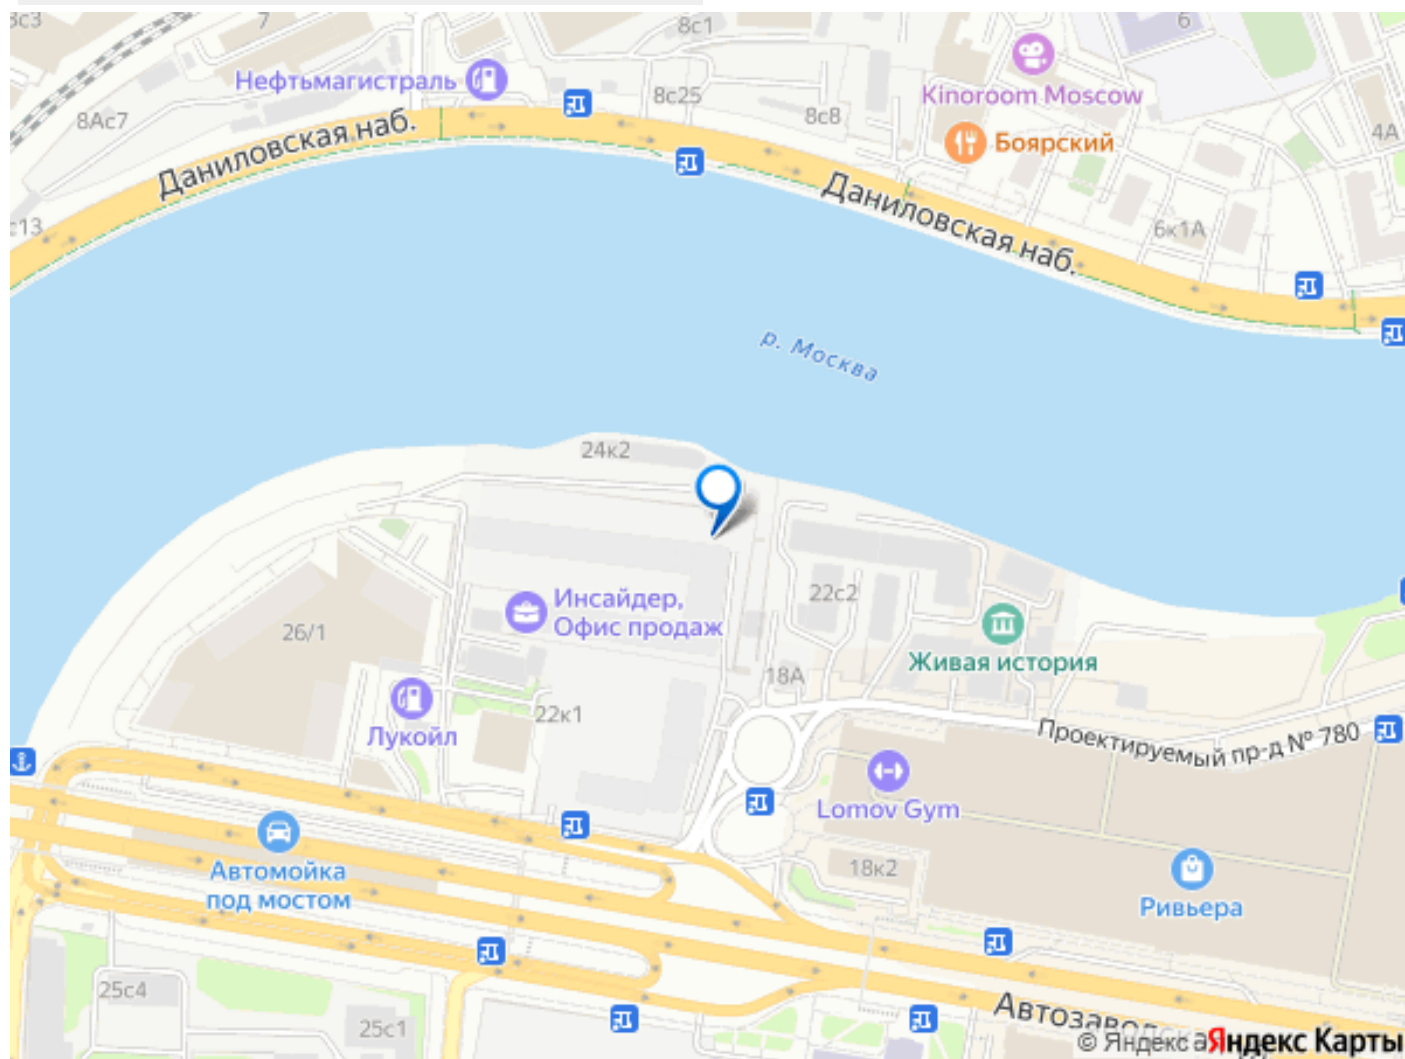 8с3
7
8с1
Нефтьмагистраль
8с25
Kinoroom Moscow
6
8Ас7
8с8
Боярский
4А
Даниловская наб.
Даниловская наб.
с13
6к1А
р. Москва
24к2
22с2
Инсайдер,
Офис продаж
26/1
Живая история
18А
22к1
Лукойл
Проектируемый пр-д № 780
Lomov Gym
Автомойка
под мостом
18к2
Ривьера
25с4
25с1
© Яндекс Яндекс Карты